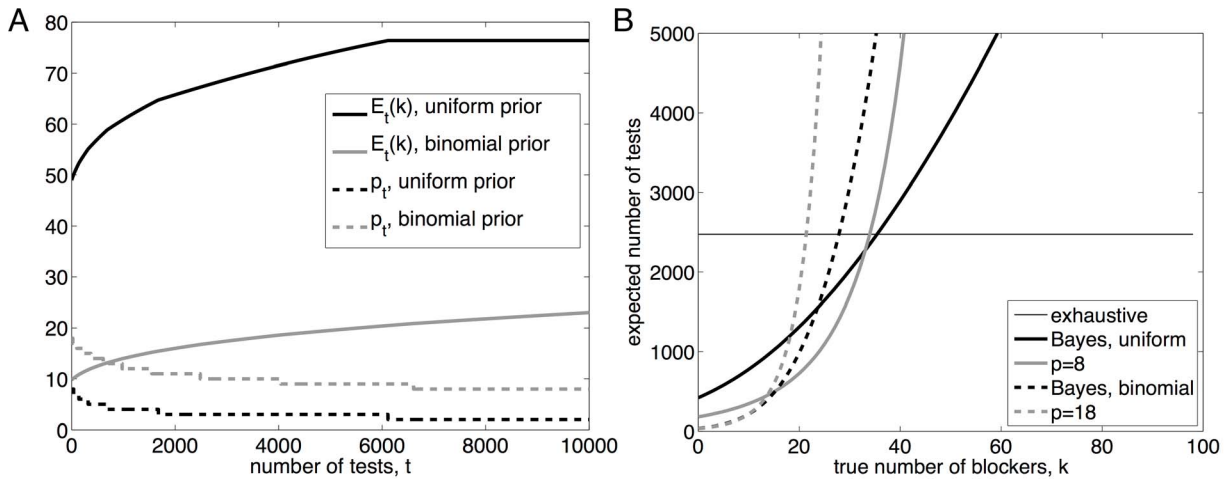 A
80
70
60
50
40
30
20
10
0
E_t(k), uniform prior
E_t(k), binomial prior
p_t, uniform prior
p_t, binomial prior
0 2000 4000 6000 8000 10000
number of tests, t
B
expected number of tests
5000
4000
3000
2000
1000
0
exhaustive
Bayes, uniform
p=8
Bayes, binomial
p=18
0 20 40 60 80 100
true number of blockers, k